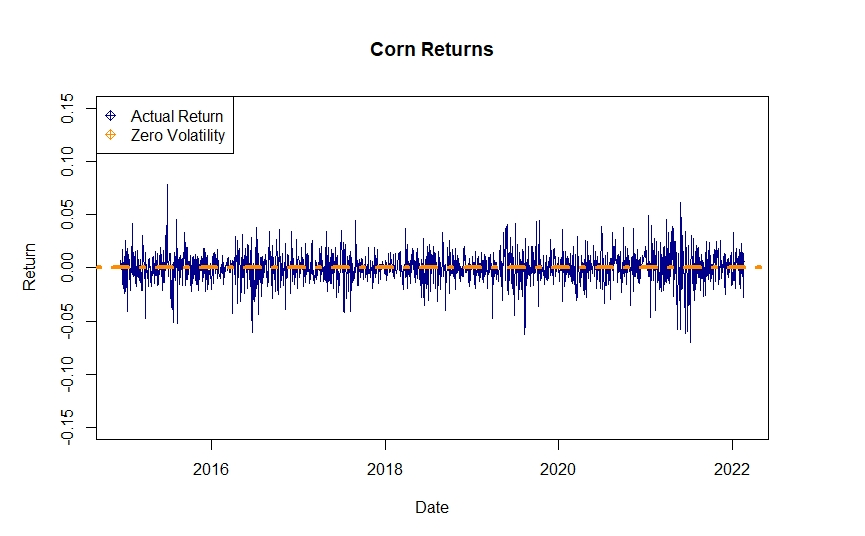 Corn Returns
Actual Return
Zero Volatility
0.15
0.10
0.05
0.00
-0.05
-0.10
-0.15
Return
2016 2018 2020 2022
Date